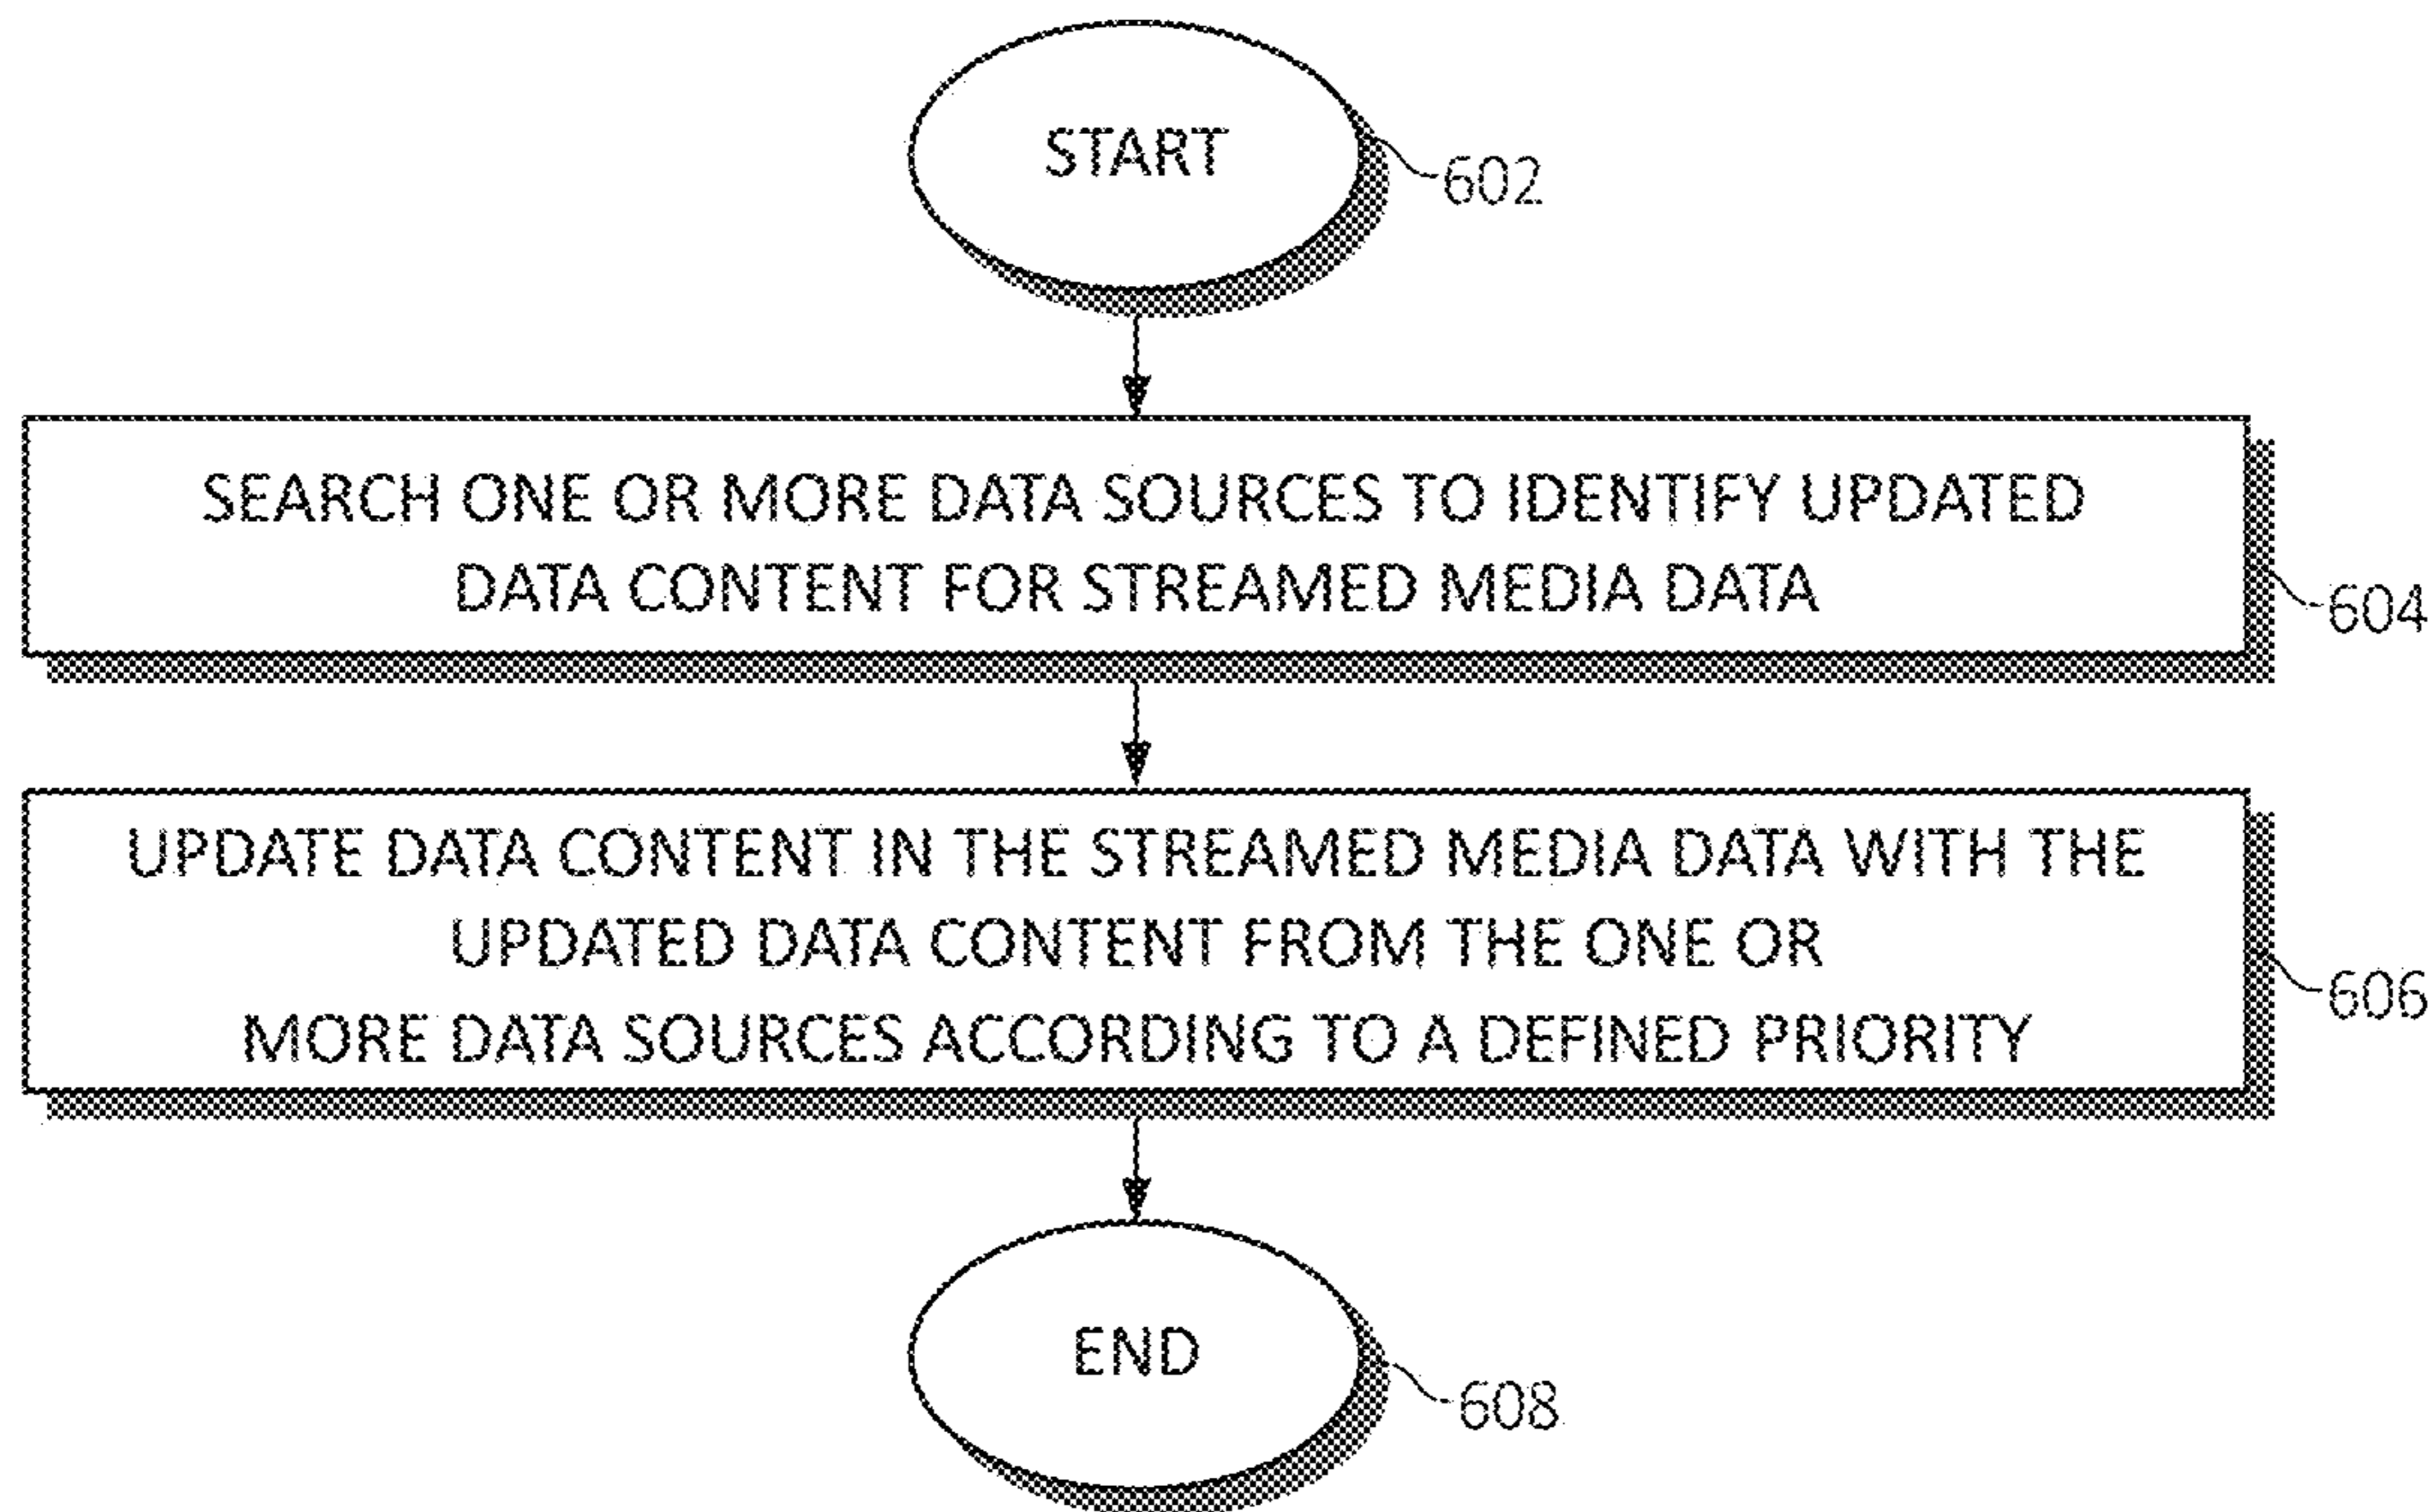 START
602
SEARCH ONE OR MORE DATA SOURCES TO IDENTIFY UPDATED
DATA CONTENT FOR STREAMED MEDIA DATA
604
UPDATE DATA CONTENT IN THE STREAMED MEDIA DATA WITH THE
UPDATED DATA CONTENT FROM THE ONE OR
MORE DATA SOURCES ACCORDING TO A DEFINED PRIORITY
606
END
608